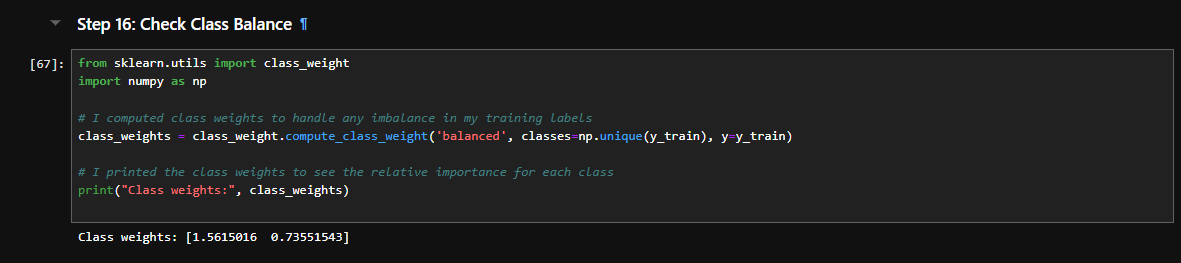 Step 16: Check Class Balance ¶
[67]:
from sklearn.utils import class_weight
import numpy as np
# I computed class weights to handle any imbalance in my training labels
class_weights = class_weight.compute_class_weight('balanced', classes=np.unique(y_train), y=y_train)
# I printed the class weights to see the relative importance for each class
print("Class weights:", class_weights)
Class weights: [1.5615016  0.73551543]